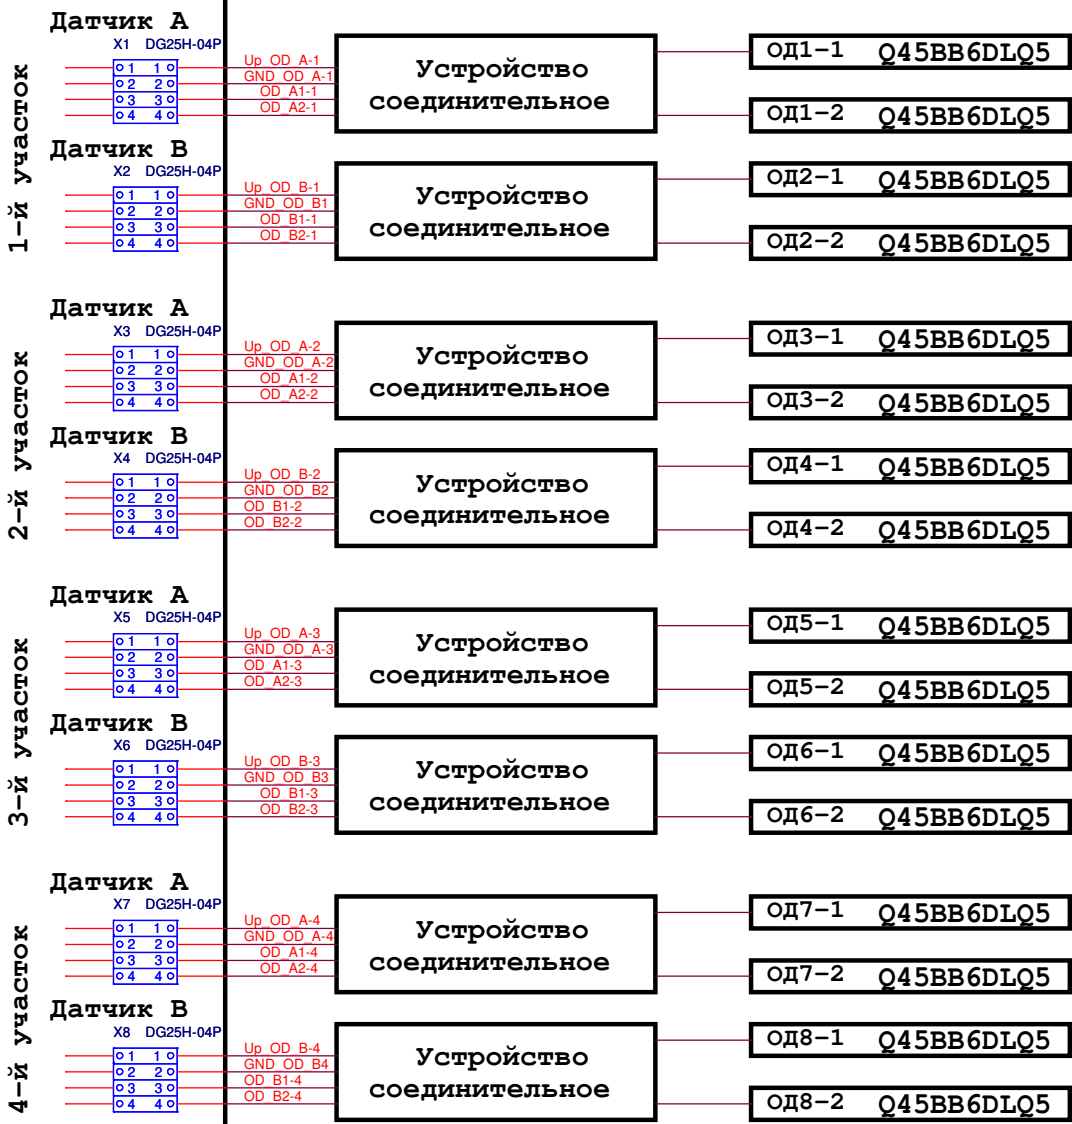 1-й участок
Датчик А
X1 DG25H-04P
1 1
2 2
3 3
4 4
Up_OD_A-1
GND_OD_A-1
OD_A1-1
OD_A2-1
Устройство
соединительное
ОД1-1 Q45BB6DLQ5
ОД1-2 Q45BB6DLQ5
Датчик В
X2 DG25H-04P
1 1
2 2
3 3
4 4
Up_OD_B-1
GND_OD_B1
OD_B1-1
OD_B2-1
Устройство
соединительное
ОД2-1 Q45BB6DLQ5
ОД2-2 Q45BB6DLQ5
2-й участок
Датчик А
X3 DG25H-04P
1 1
2 2
3 3
4 4
Up_OD_A-2
GND_OD_A-2
OD_A1-2
OD_A2-2
Устройство
соединительное
ОД3-1 Q45BB6DLQ5
ОД3-2 Q45BB6DLQ5
Датчик В
X4 DG25H-04P
1 1
2 2
3 3
4 4
Up_OD_B-2
GND_OD_B2
OD_B1-2
OD_B2-2
Устройство
соединительное
ОД4-1 Q45BB6DLQ5
ОД4-2 Q45BB6DLQ5
3-й участок
Датчик А
X5 DG25H-04P
1 1
2 2
3 3
4 4
Up_OD_A-3
GND_OD_A-3
OD_A1-3
OD_A2-3
Устройство
соединительное
ОД5-1 Q45BB6DLQ5
ОД5-2 Q45BB6DLQ5
Датчик В
X6 DG25H-04P
1 1
2 2
3 3
4 4
Up_OD_B-3
GND_OD_B3
OD_B1-3
OD_B2-3
Устройство
соединительное
ОД6-1 Q45BB6DLQ5
ОД6-2 Q45BB6DLQ5
4-й участок
Датчик А
X7 DG25H-04P
1 1
2 2
3 3
4 4
Up_OD_A-4
GND_OD_A-4
OD_A1-4
OD_A2-4
Устройство
соединительное
ОД7-1 Q45BB6DLQ5
ОД7-2 Q45BB6DLQ5
Датчик В
X8 DG25H-04P
1 1
2 2
3 3
4 4
Up_OD_B-4
GND_OD_B4
OD_B1-4
OD_B2-4
Устройство
соединительное
ОД8-1 Q45BB6DLQ5
ОД8-2 Q45BB6DLQ5